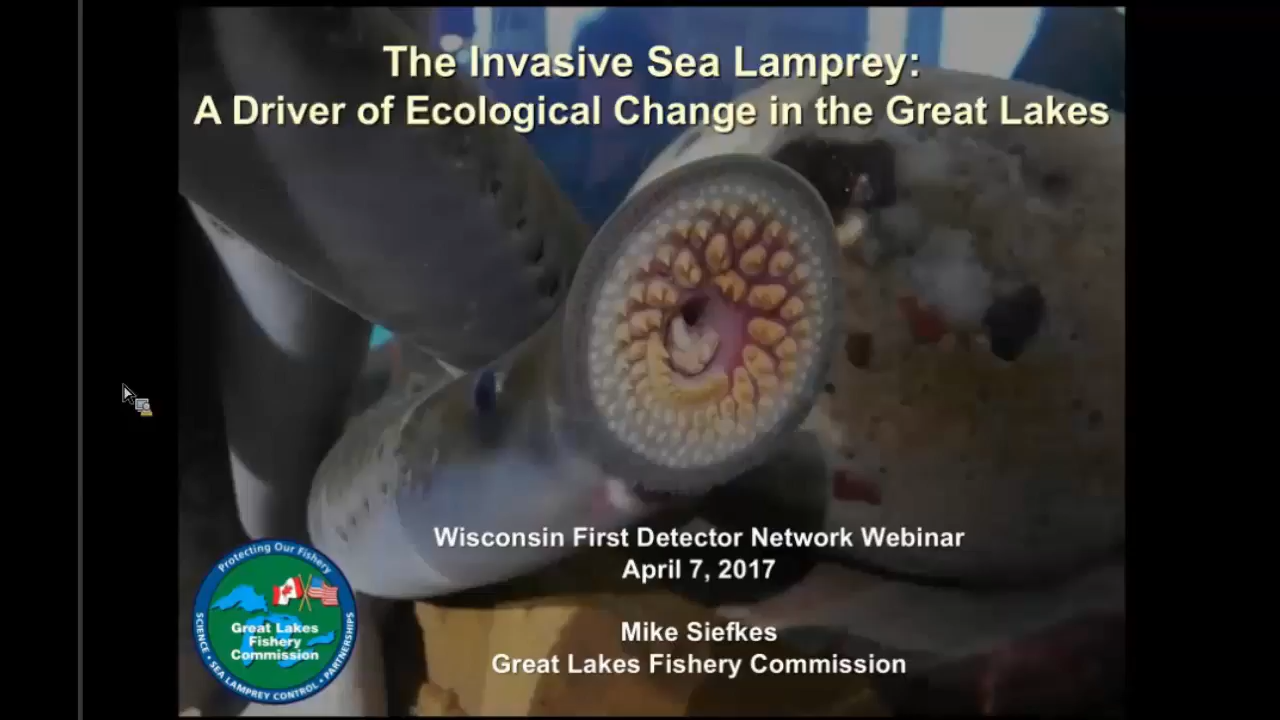 The Invasive Sea Lamprey:
A Driver of Ecological Change in the Great Lakes
Wisconsin First Detector Network Webinar
April 7, 2017
Mike Siefkes
Great Lakes Fishery Commission
Protecting Our Fishery
Great Lakes
Fishery
Commission
SCIENCE • SEA LAMPREY CONTROL • PARTNERSHIPS